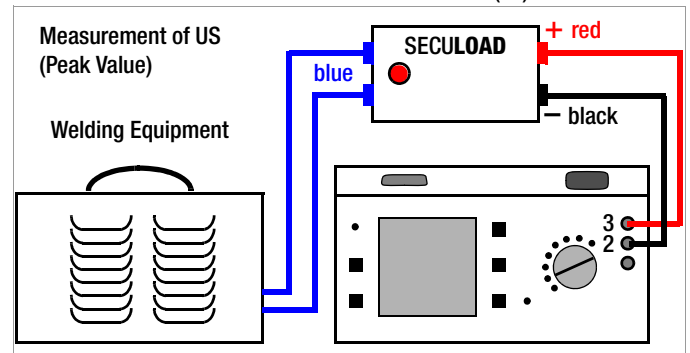 Measurement of US
(Peak Value)
SECULOAD
+ red
blue
– black
Welding Equipment
3
2